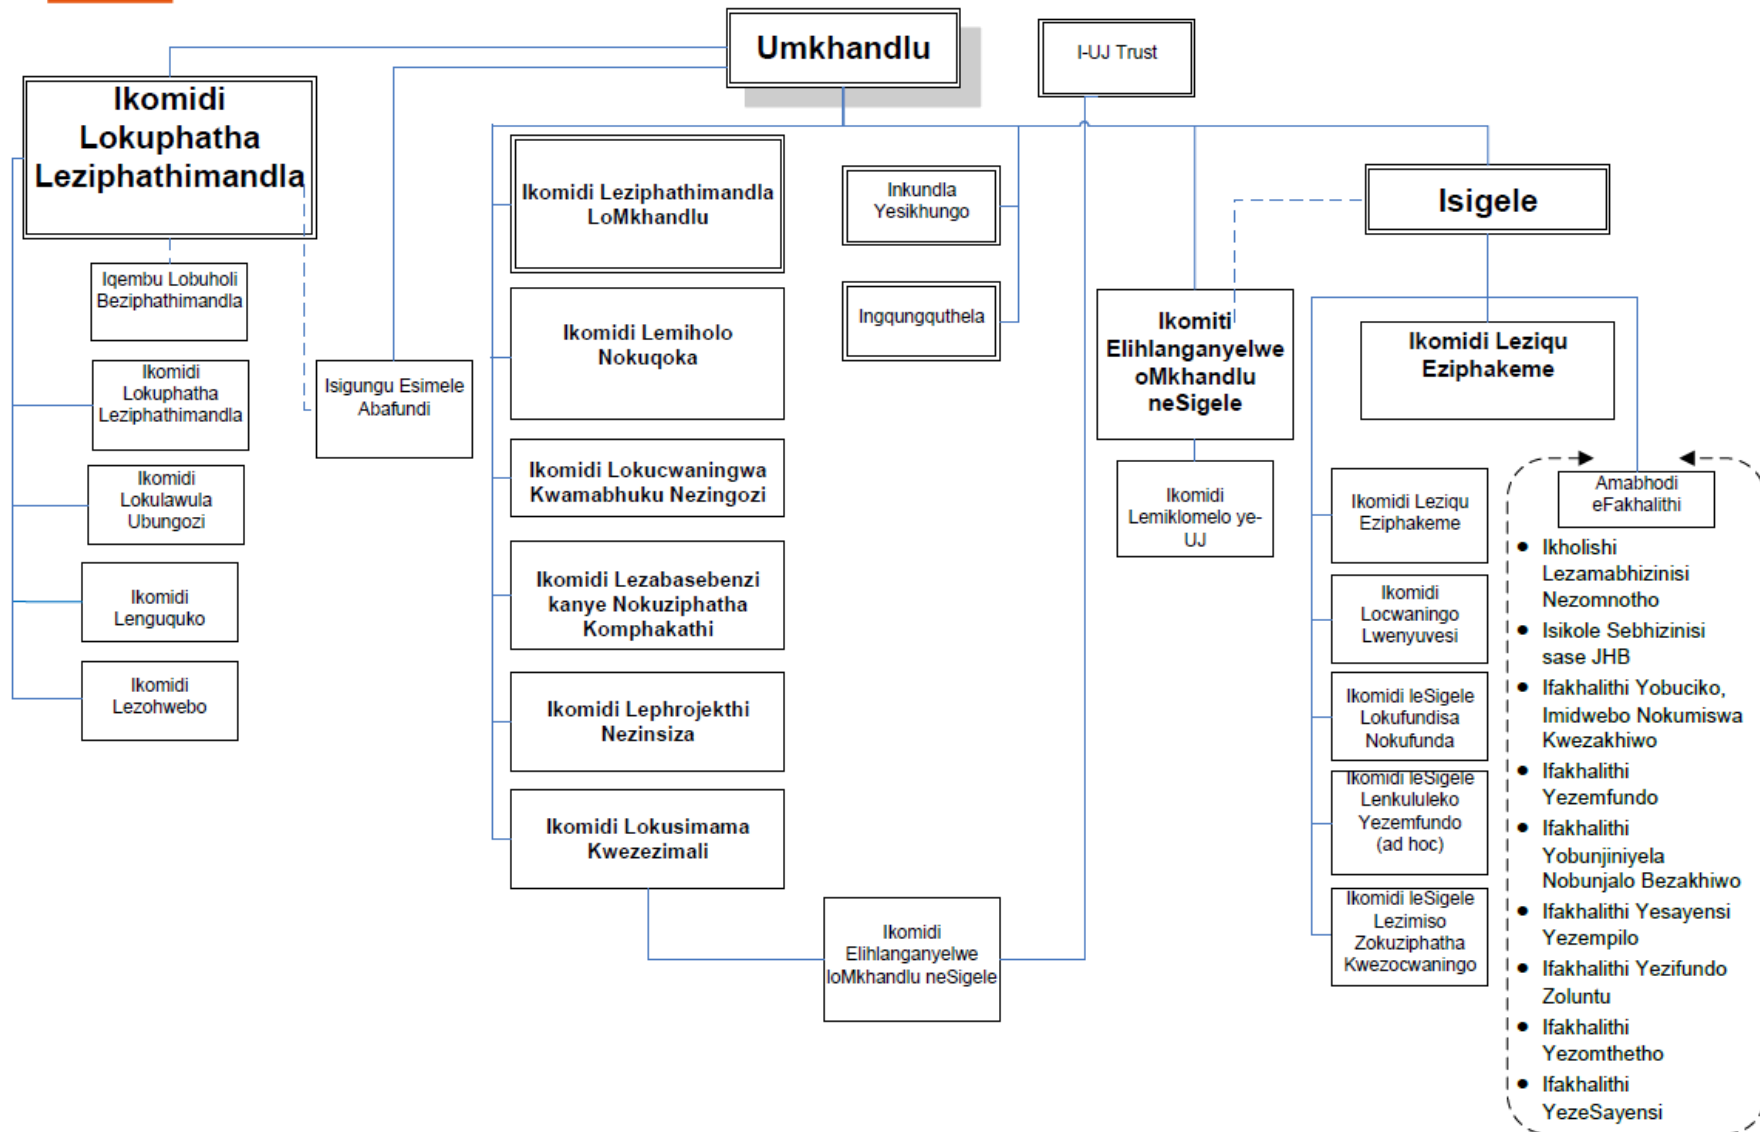 Umkhandlu
I-UJ Trust
Ikomidi
Lokuphatha
Leziphathimandla
Iqembu Lobuholi
Beziphathimandla
Ikomidi
Lokuphatha
Leziphathimandla
Ikomidi
Lokulawula
Ubungozi
Ikomidi
Lenguquko
Ikomidi
Lezohwebo
Isigungu Esimele
Abafundi
Ikomidi Leziphathimandla
LoMkhandlu
Ikomidi Lemiholo
Nokuqoka
Ikomidi Lokucwaningwa
Kwamabhuku Nezingozi
Ikomidi Lezabasebenzi
kanye Nokuziphatha
Komphakathi
Ikomidi Lephrojekthi
Nezinsiza
Ikomidi Lokusimama
Kwezezimali
Inkundla
Yesikhungo
Ingqungquthela
Ikomidi
Elihlanganyelwe
loMkhandlu neSigele
Ikomiti
Elihlanganyelwe
oMkhandlu
neSigele
Ikomidi
Lemiklomelo ye-
UJ
Isigele
Ikomidi Leziqu
Eziphakeme
Ikomidi Leziqu
Eziphakeme
Ikomidi
Locwaningo
Lwenyuvesi
Ikomidi leSigele
Lokufundisa
Nokufunda
Ikomidi leSigele
Lenkululeko
Yezemfundo
(ad hoc)
Ikomidi leSigele
Lezimiso
Zokuziphatha
Kwezocwaningo
Amabhodi
eFakhalithi
• Ikholishi
Lezamabhizinisi
Nezomnotho
• Isikole Sebhizinisi
sase JHB
• Ifakhalithi Yobuciko,
Imidwebo Nokumiswa
Kwezakhiwo
• Ifakhalithi
Yezemfundo
• Ifakhalithi
Yobunjiniyela
Nobunjalo Bezakhiwo
• Ifakhalithi Yesayensi
Yezempilo
• Ifakhalithi Yezifundo
Zoluntu
• Ifakhalithi
Yezomthetho
• Ifakhalithi
YezeSayensi